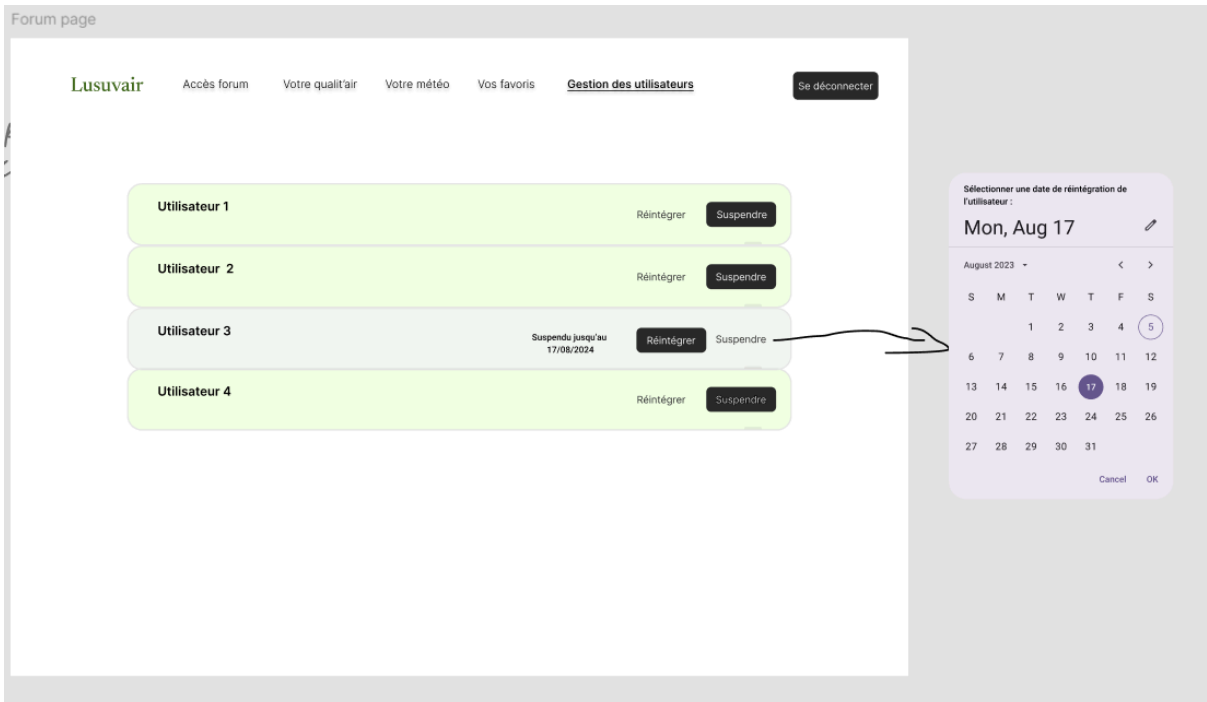 Forum page
Lusuvair Accès forum Votre qualit'air Votre météo Vos favoris Gestion des utilisateurs Se déconnecter
Utilisateur 1
Réintégrer Suspendre
Utilisateur 2
Réintégrer Suspendre
Utilisateur 3
Suspendu jusqu'au
17/08/2024
Réintégrer Suspendre
Utilisateur 4
Réintégrer Suspendre
Sélectionner une date de réintégration de
l'utilisateur :
Mon, Aug 17
August 2023
S M T W T F S
1 2 3 4 5
6 7 8 9 10 11 12
13 14 15 16 17 18 19
20 21 22 23 24 25 26
27 28 29 30 31
Cancel OK